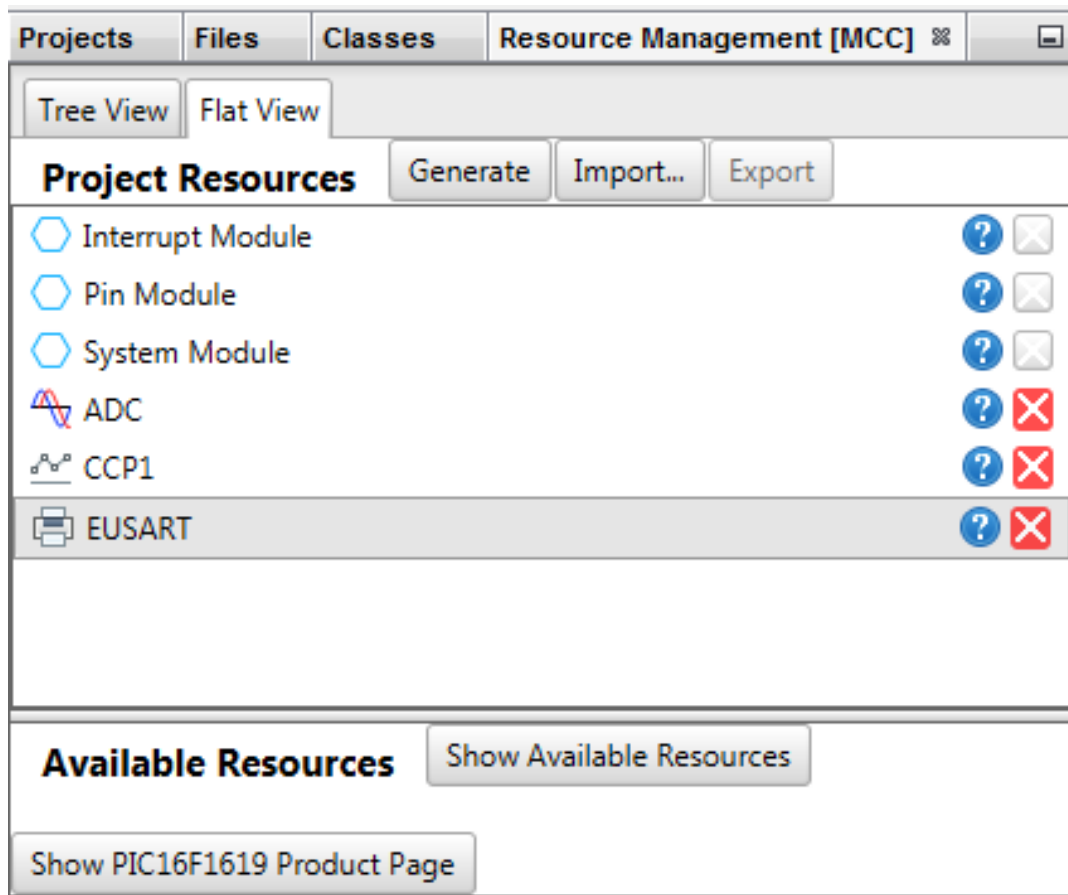 Projects Files Classes Resource Management [MCC]
Tree View Flat View
Project Resources Generate Import... Export
Interrupt Module ?
Pin Module ?
System Module ?
ADC ?
CCP1 ?
EUSART ?
Available Resources Show Available Resources
Show PIC16F1619 Product Page